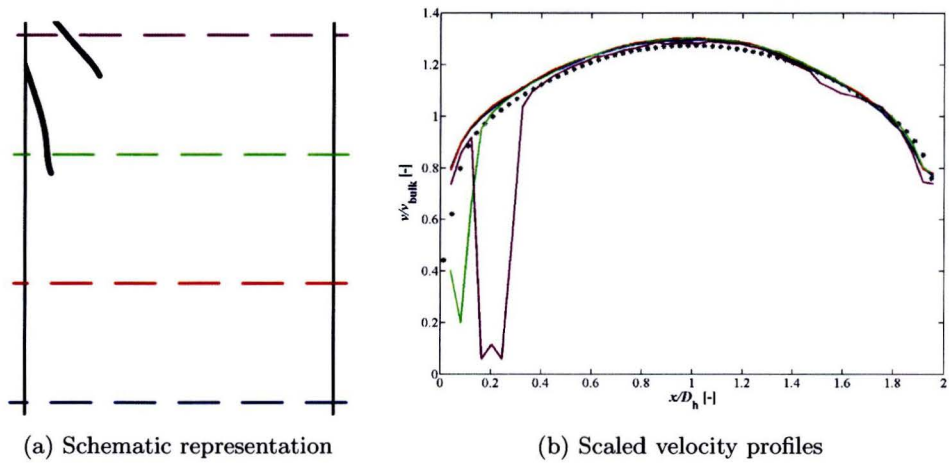 1.4
1.2
1
0.8
0.6
0.4
0.2
0
v/v_bulk [-]
0 0.2 0.4 0.6 0.8 1 1.2 1.4 1.6 1.8 2
x/D_h [-]
(a) Schematic representation
(b) Scaled velocity profiles